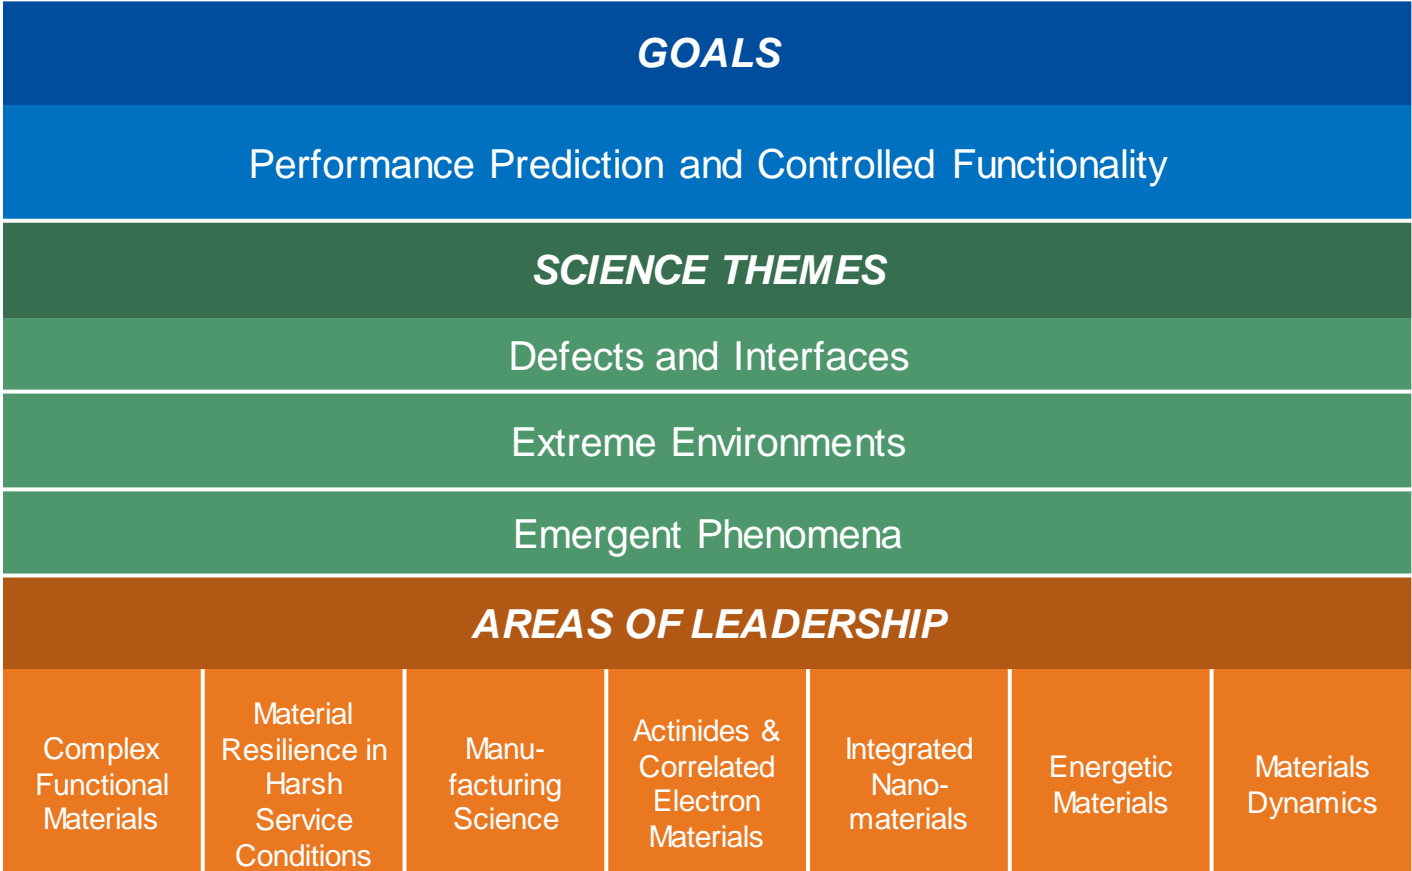 GOALS
Performance Prediction and Controlled Functionality
SCIENCE THEMES
Defects and Interfaces
Extreme Environments
Emergent Phenomena
AREAS OF LEADERSHIP
Complex
Functional
Materials
Material
Resilience in
Harsh
Service
Conditions
Manu-
facturing
Science
Actinides &
Correlated
Electron
Materials
Integrated
Nano-
materials
Energetic
Materials
Materials
Dynamics